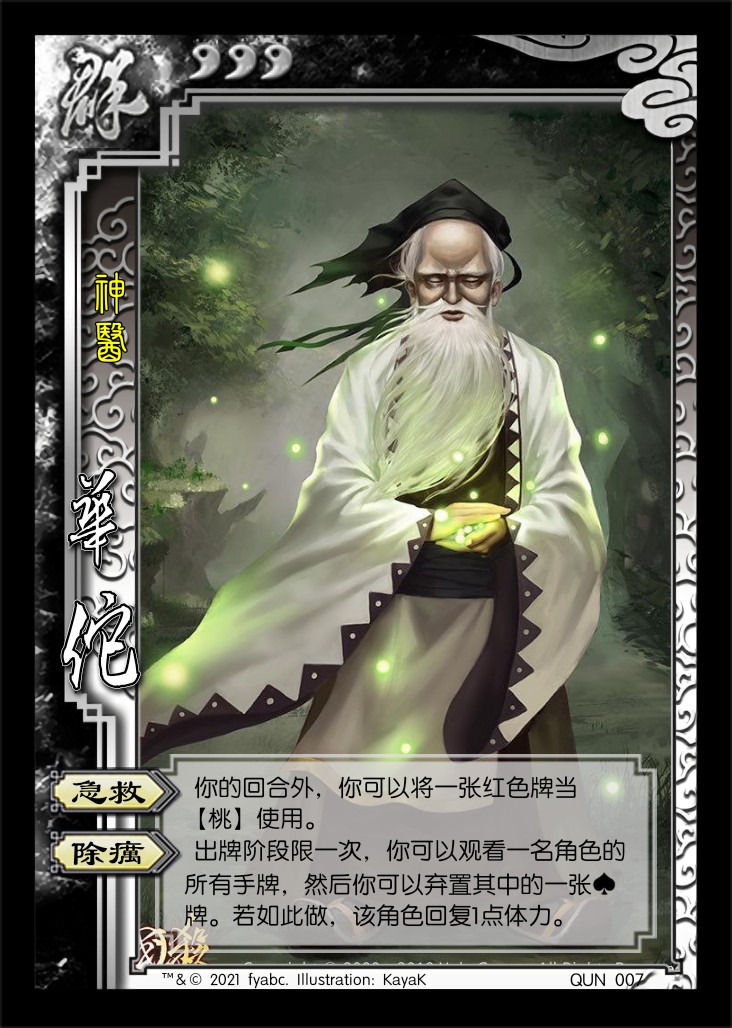 群
神醫
華佗
急救
你的回合外，你可以将一张红色牌当
【桃】使用。
除癘
出牌阶段限一次，你可以观看一名角色的
所有手牌，然后你可以弃置其中的一张♠
牌。若如此做，该角色回复1点体力。
™&© 2021 fyabc. Illustration: KayaK
QUN 007